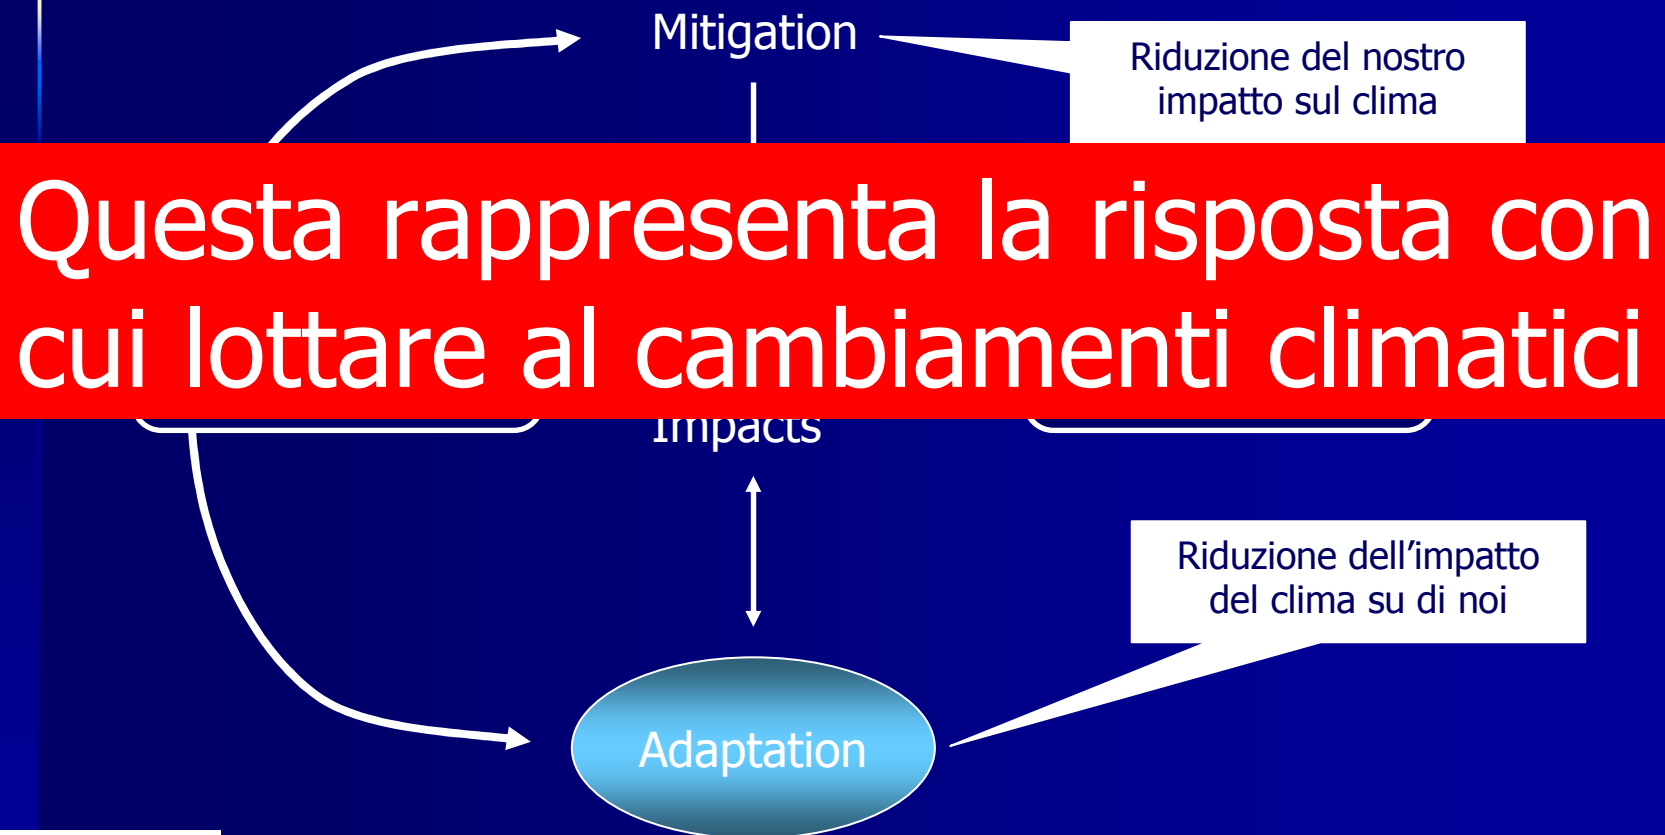 Mitigation
Riduzione del nostro
impatto sul clima
Questa rappresenta la risposta con
cui lottare al cambiamenti climatici
Impacts
Riduzione dell’impatto
del clima su di noi
Adaptation